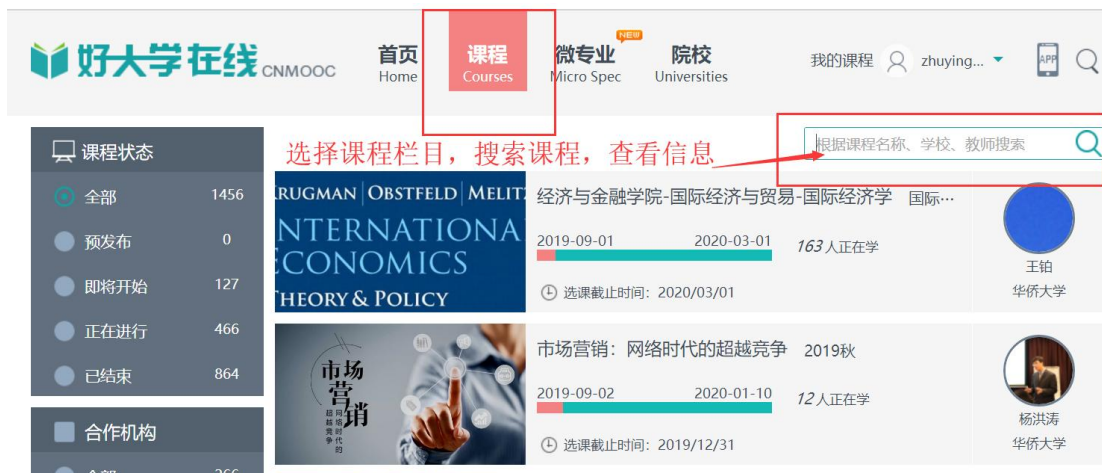 好大学在线 CNMOOC
首页
Home
课程
Courses
NEW
微专业
Micro Spec
院校
Universities
我的课程 zhuying...
APP
课程状态
选择课程栏目，搜索课程，查看信息
根据课程名称、学校、教师搜索
全部 1456
预发布 0
即将开始 127
正在进行 466
已结束 864
合作机构
KRUGMAN | OBSTFELD | MELIT
INTERNATIONA
ECONOMICS
THEORY & POLICY
经济与金融学院-国际经济与贸易-国际经济学 国际...
2019-09-01 2020-03-01 163人正在学
选课截止时间：2020/03/01
王铂
华侨大学
市场
营销
网络时代的
超越竞争
市场营销：网络时代的超越竞争 2019秋
2019-09-02 2020-01-10 12人正在学
选课截止时间：2019/12/31
杨洪涛
华侨大学